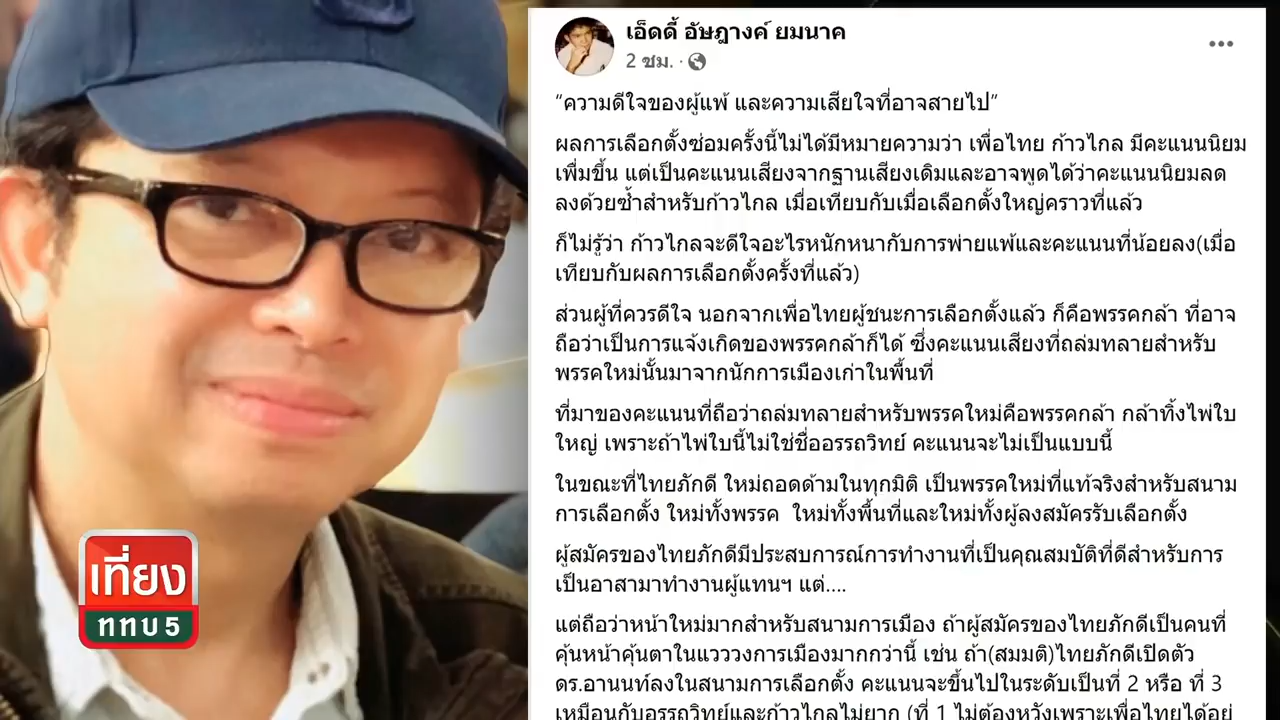 เอ็ดดี้ อัษฎางค์ ยมนาค
2 ชม. ·
“ความดีใจของผู้แพ้ และความเสียใจที่อาจสายไป”
ผลการเลือกตั้งซ่อมครั้งนี้ไม่ได้มีหมายความว่า เพื่อไทย ก้าวไกล มีคะแนนนิยม
เพิ่มขึ้น แต่เป็นคะแนนเสียงจากฐานเสียงเดิมและอาจพูดได้ว่าคะแนนนิยมลด
ลงด้วยซ้ำสำหรับก้าวไกล เมื่อเทียบกับเมื่อเลือกตั้งใหญ่คราวที่แล้ว
ก็ไม่รู้ว่า ก้าวไกลจะดีใจอะไรหนักหนากับการพ่ายแพ้และคะแนนที่น้อยลง(เมื่อ
เทียบกับผลการเลือกตั้งครั้งที่แล้ว)
ส่วนผู้ที่ควรดีใจ นอกจากเพื่อไทยผู้ชนะการเลือกตั้งแล้ว ก็คือพรรคกล้า ที่อาจ
ถือว่าเป็นการแจ้งเกิดของพรรคกล้าก็ได้ ซึ่งคะแนนเสียงที่ถล่มทลายสำหรับ
พรรคใหม่นั้นมาจากนักการเมืองเก่าในพื้นที่
ที่มาของคะแนนที่ถือว่าถล่มทลายสำหรับพรรคใหม่คือพรรคกล้า กล้าทิ้งไพ่ใบ
ใหญ่ เพราะถ้าไพ่ใบนี้ไม่ใช่ชื่ออรรถวิทย์ คะแนนจะไม่เป็นแบบนี้
ในขณะที่ไทยภักดี ใหม่ถอดด้ามในทุกมิติ เป็นพรรคใหม่ที่แท้จริงสำหรับสนาม
การเลือกตั้ง ใหม่ทั้งพรรค ใหม่ทั้งพื้นที่และใหม่ทั้งผู้ลงสมัครรับเลือกตั้ง
ผู้สมัครของไทยภักดีมีประสบการณ์การทำงานที่เป็นคุณสมบัติที่ดีสำหรับการ
เป็นอาสามาทำงานผู้แทนฯ แต่....
แต่ถือว่าหน้าใหม่มากสำหรับสนามการเมือง ถ้าผู้สมัครของไทยภักดีเป็นคนที่
คุ้นหน้าคุ้นตาในแวววงการเมืองมากกว่านี้ เช่น ถ้า(สมมติ)ไทยภักดีเปิดตัว
ดร.อานนท์ลงในสนามการเลือกตั้ง คะแนนจะขึ้นไปในระดับเป็นที่ 2 หรือ ที่ 3
เหมือนกับอรรถวิทย์และก้าวไกลไม่ยาก (ที่ 1 ไม่ต้องหวังเพราะเพื่อไทยได้อยู่
เที่ยง
ททบ 5